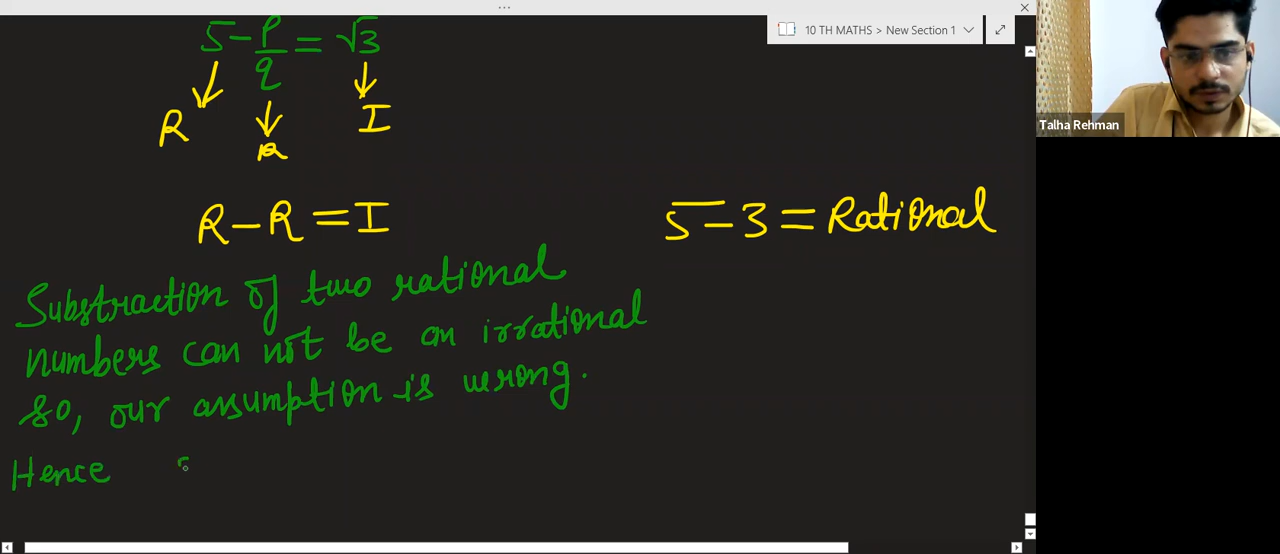 10 TH MATHS > New Section 1
5 - p/q = √3
R
R
I
Talha Rehman
R - R = I
5 - 3 = Rational
Substraction of two rational
numbers can not be an irrational
so, our assumption is wrong.
Hence